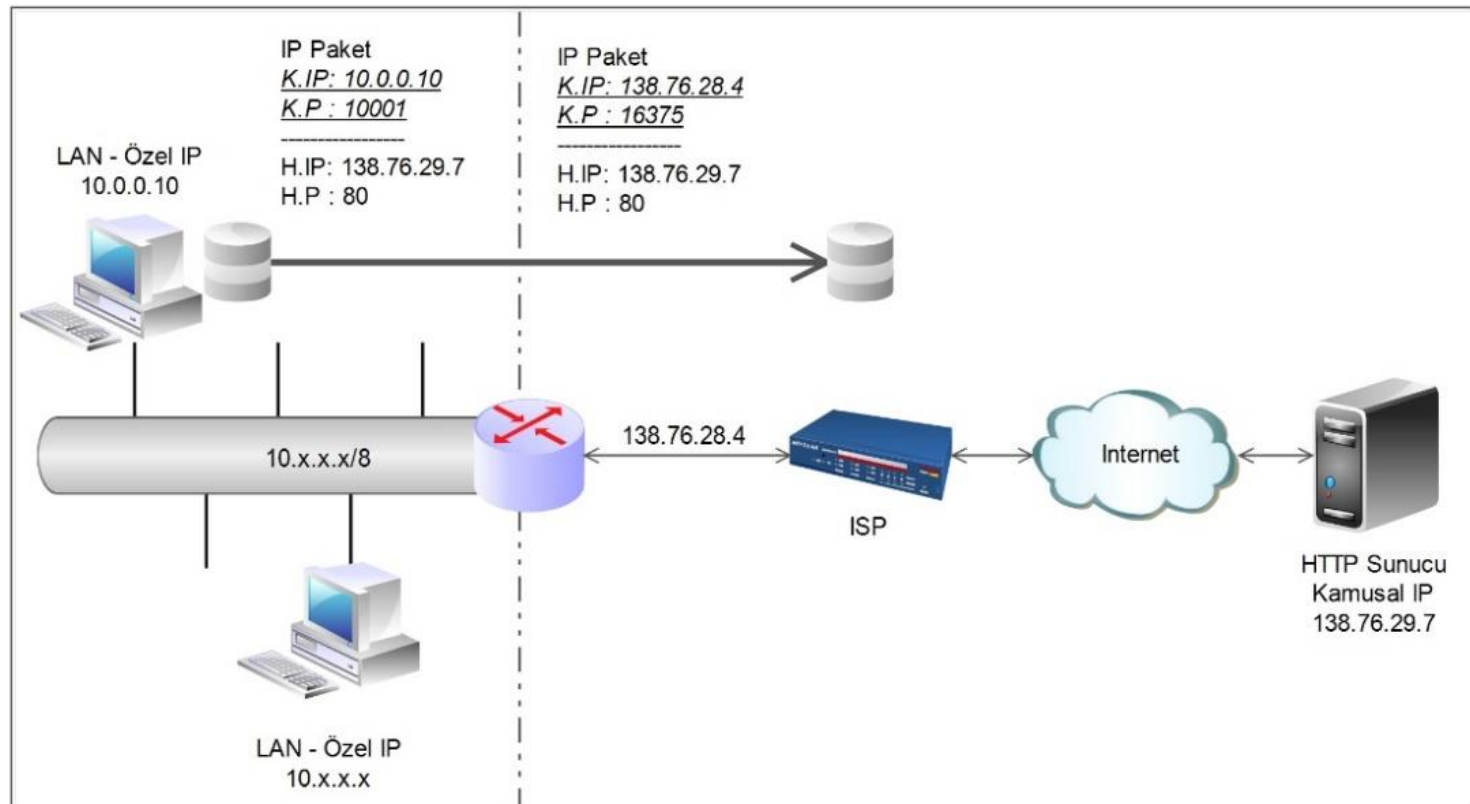 IP Paket
K.IP: 10.0.0.10
K.P : 10001
-----------------
H.IP: 138.76.29.7
H.P : 80
IP Paket
K.IP: 138.76.28.4
K.P : 16375
-----------------
H.IP: 138.76.29.7
H.P : 80
LAN - Özel IP
10.0.0.10
10.x.x.x/8
138.76.28.4
ISP
Internet
HTTP Sunucu
Kamusal IP
138.76.29.7
LAN - Özel IP
10.x.x.x